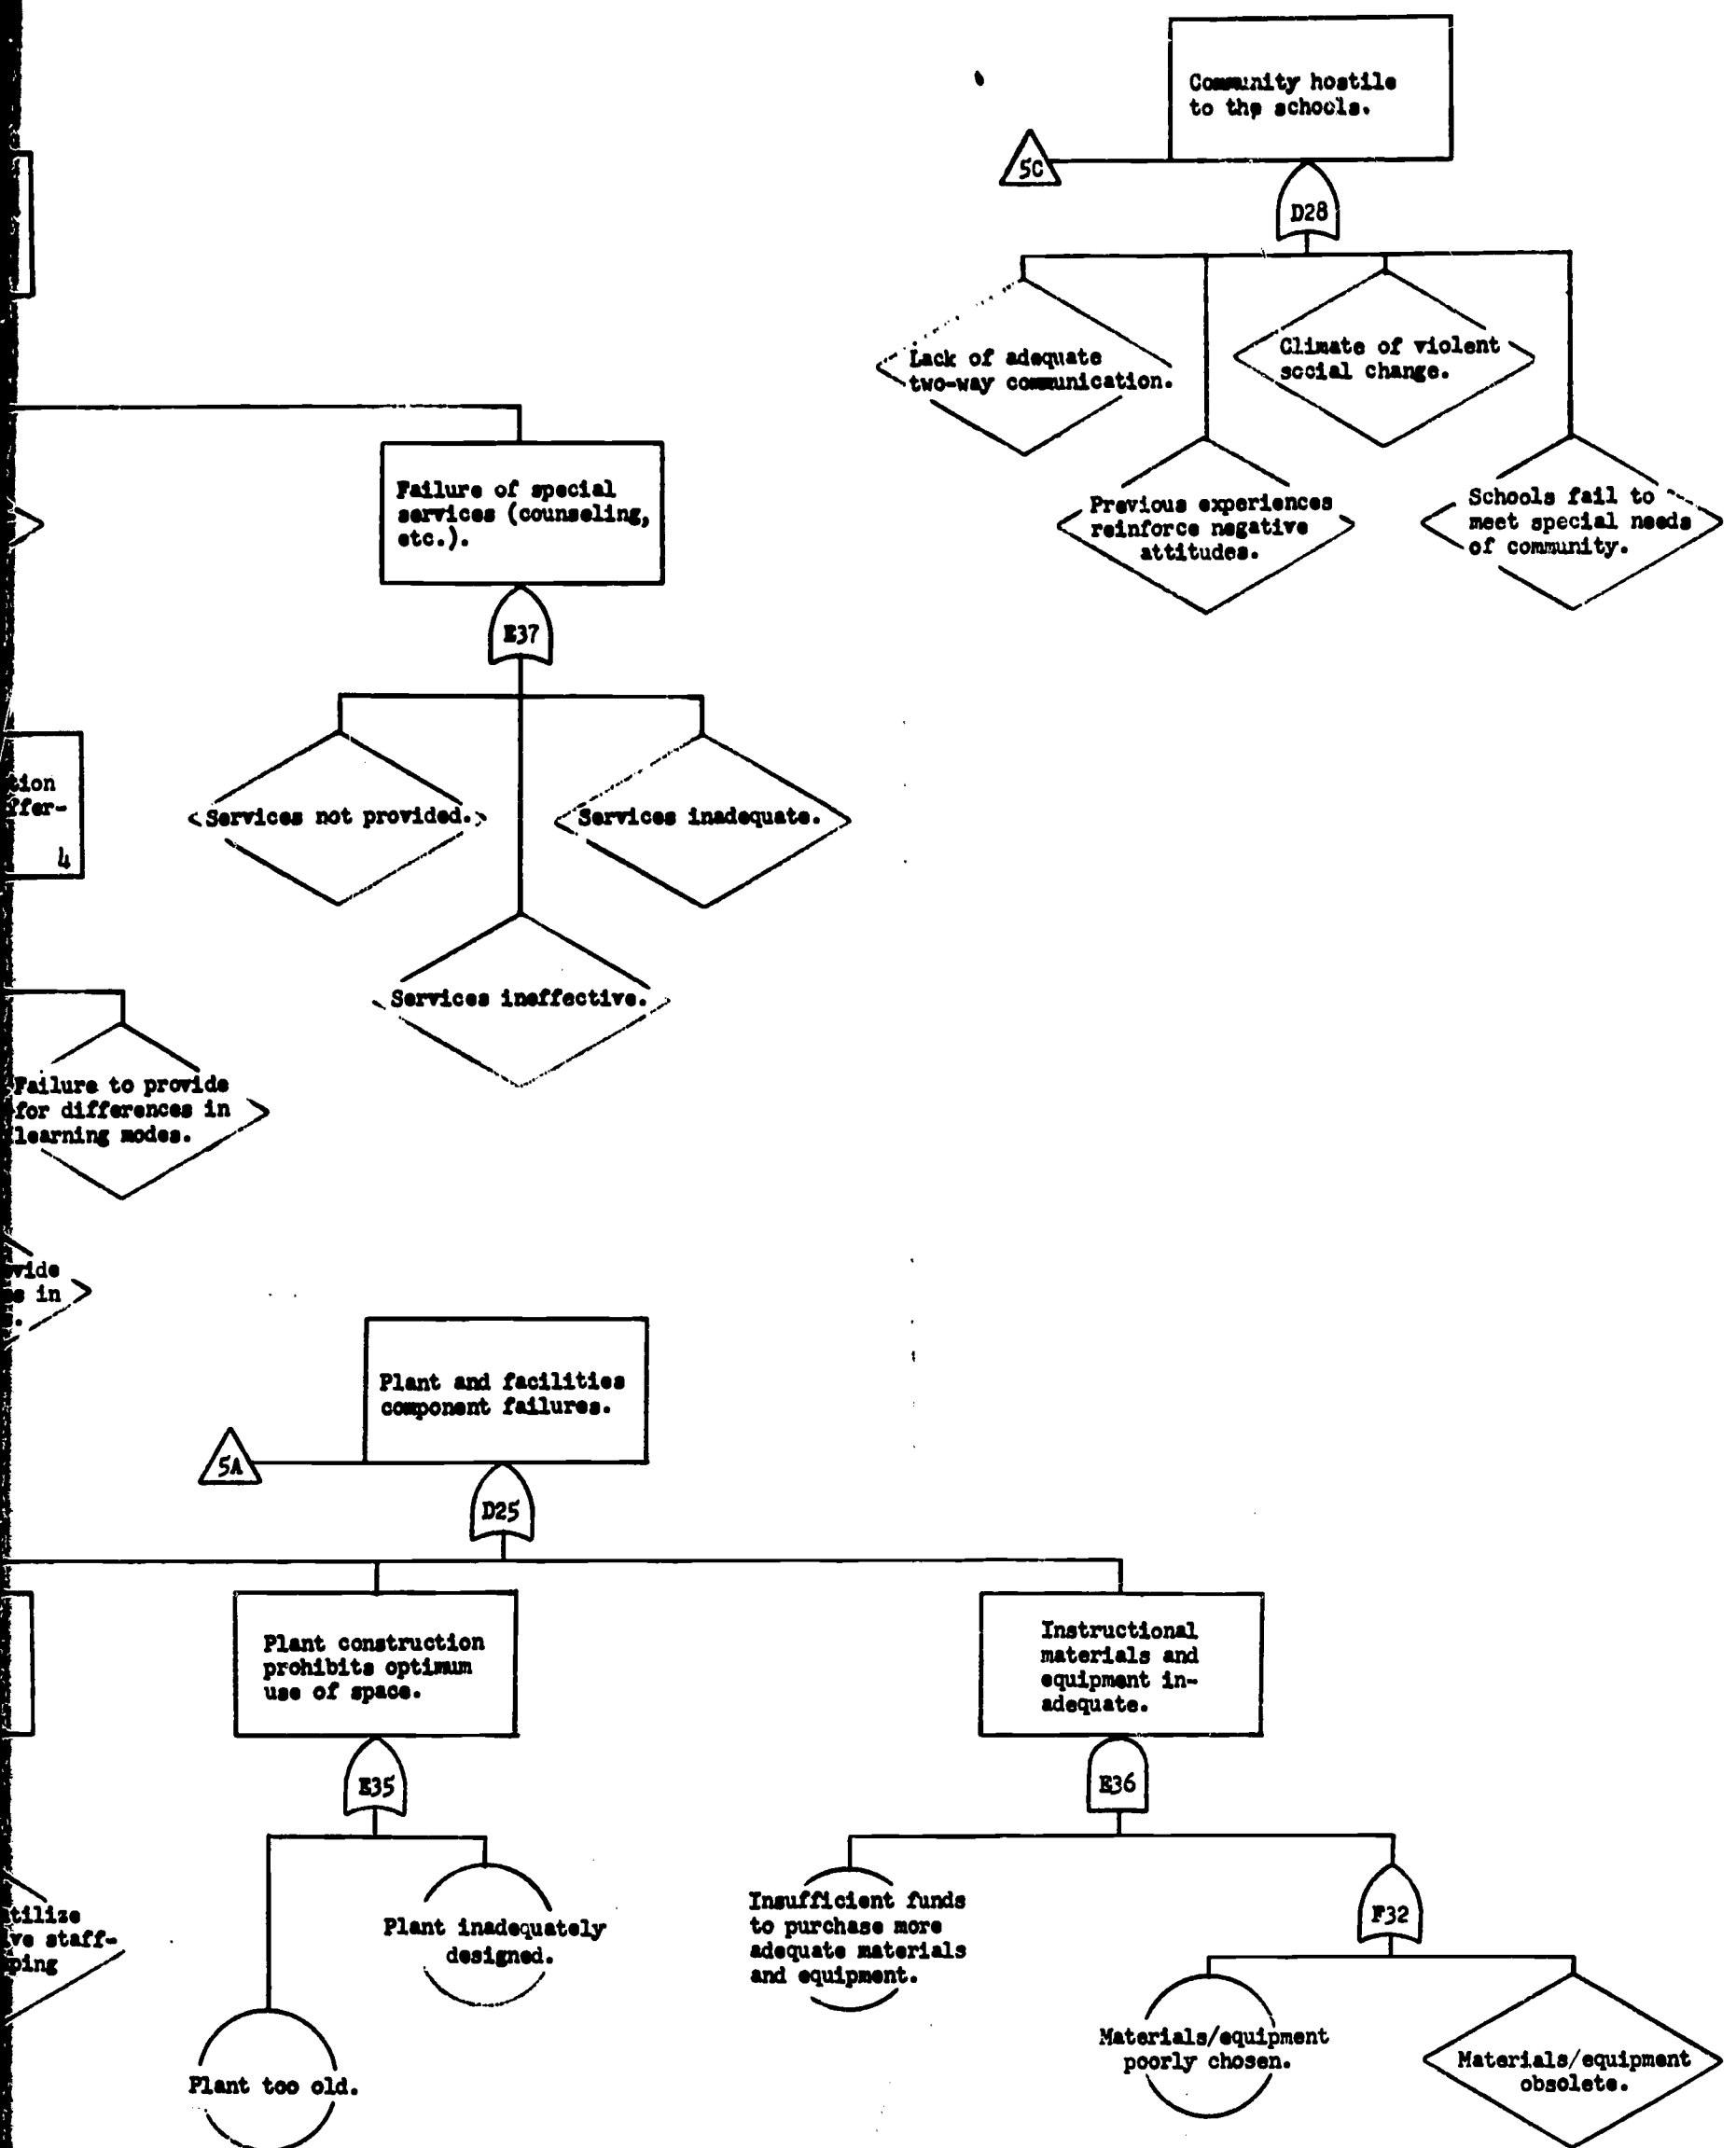 Community hostile
to the schools.
5C
D28
Lack of adequate
two-way communication.
Climate of violent
social change.
Previous experiences
reinforce negative
attitudes.
Schools fail to
meet special needs
of community.
Failure of special
services (counseling,
etc.).
E37
Services not provided.
Services inadequate.
Services ineffective.
4
Failure to provide
for differences in
learning modes.
in
Plant and facilities
component failures.
5A
D25
Plant construction
prohibits optimum
use of space.
Instructional
materials and
equipment in-
adequate.
E35
E36
Plant inadequately
designed.
Plant too old.
Insufficient funds
to purchase more
adequate materials
and equipment.
F32
Materials/equipment
poorly chosen.
Materials/equipment
obsolete.
staff-